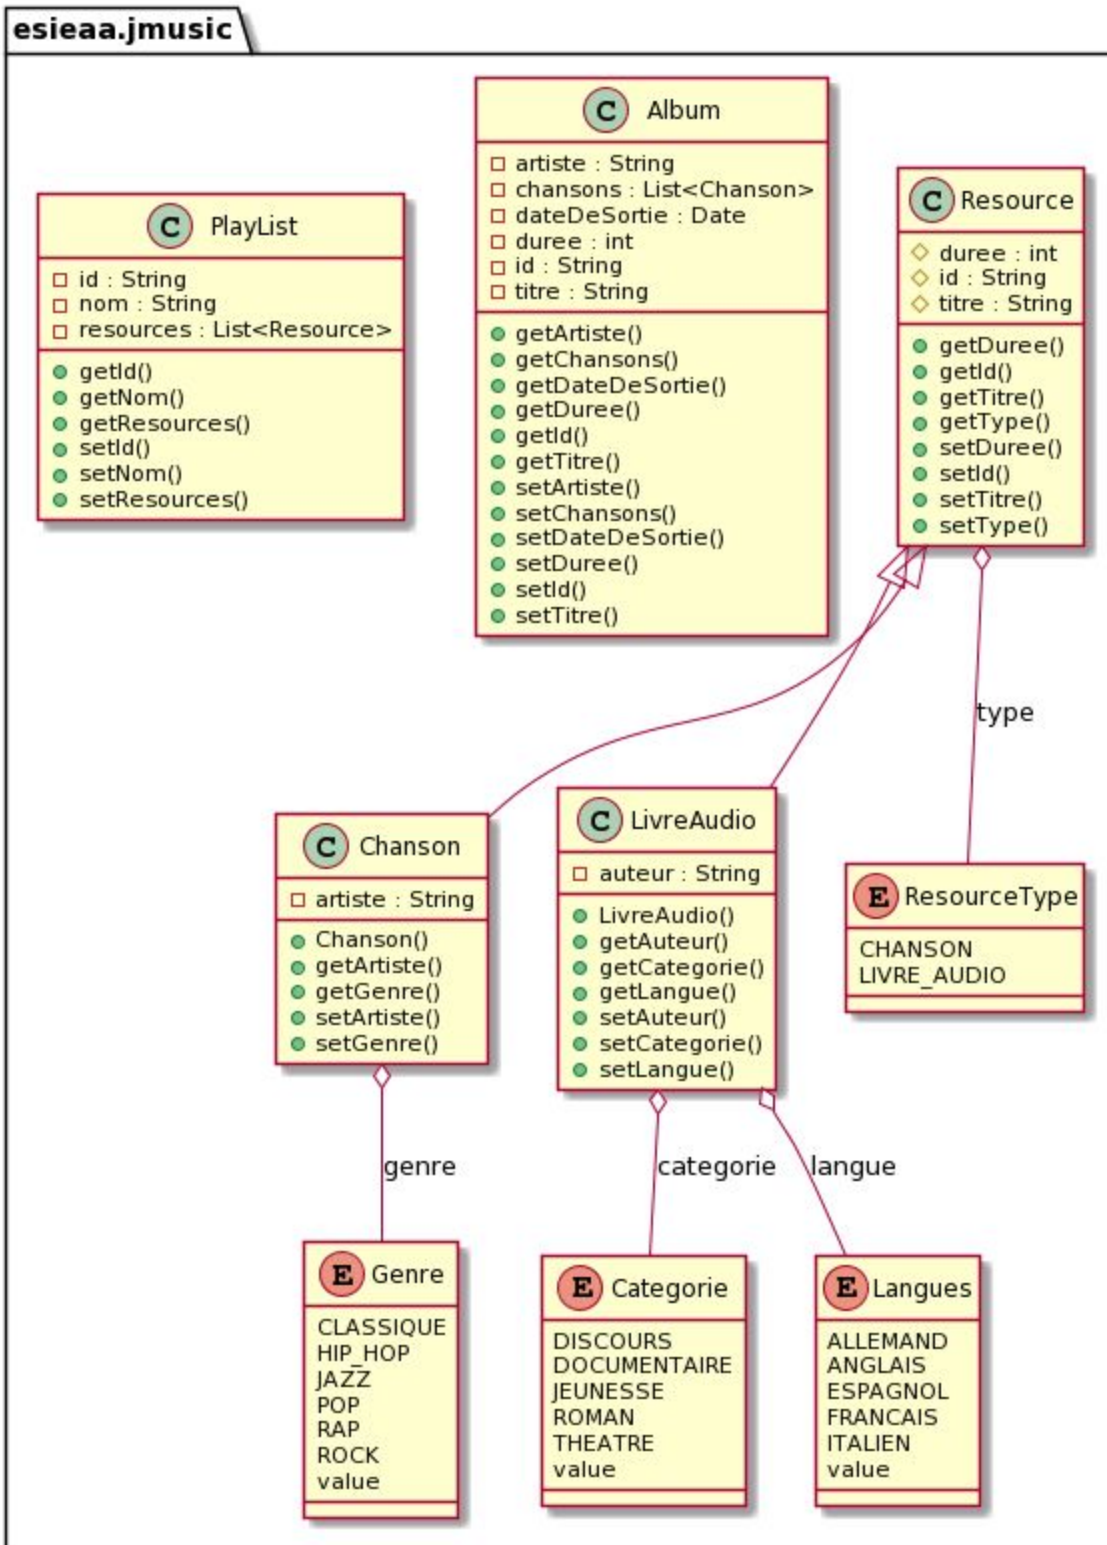 esieaa.jmusic
C PlayList
id : String
nom : String
resources : List<Resource>
getId()
getNom()
getResources()
setId()
setNom()
setResources()
C Album
artiste : String
chansons : List<Chanson>
dateDeSortie : Date
duree : int
id : String
titre : String
getArtiste()
getChansons()
getDateDeSortie()
getDuree()
getId()
getTitre()
setArtiste()
setChansons()
setDateDeSortie()
setDuree()
setId()
setTitre()
C Resource
duree : int
id : String
titre : String
getDuree()
getId()
getTitre()
getType()
setDuree()
setId()
setTitre()
setType()
type
C Chanson
artiste : String
Chanson()
getArtiste()
getGenre()
setArtiste()
setGenre()
C LivreAudio
auteur : String
LivreAudio()
getAuteur()
getCategorie()
getLangue()
setAuteur()
setCategorie()
setLangue()
E ResourceType
CHANSON
LIVRE_AUDIO
genre
categorie
langue
E Genre
CLASSIQUE
HIP_HOP
JAZZ
POP
RAP
ROCK
value
E Categorie
DISCOURS
DOCUMENTAIRE
JEUNESSE
ROMAN
THEATRE
value
E Langues
ALLEMAND
ANGLAIS
ESPAGNOL
FRANCAIS
ITALIEN
value